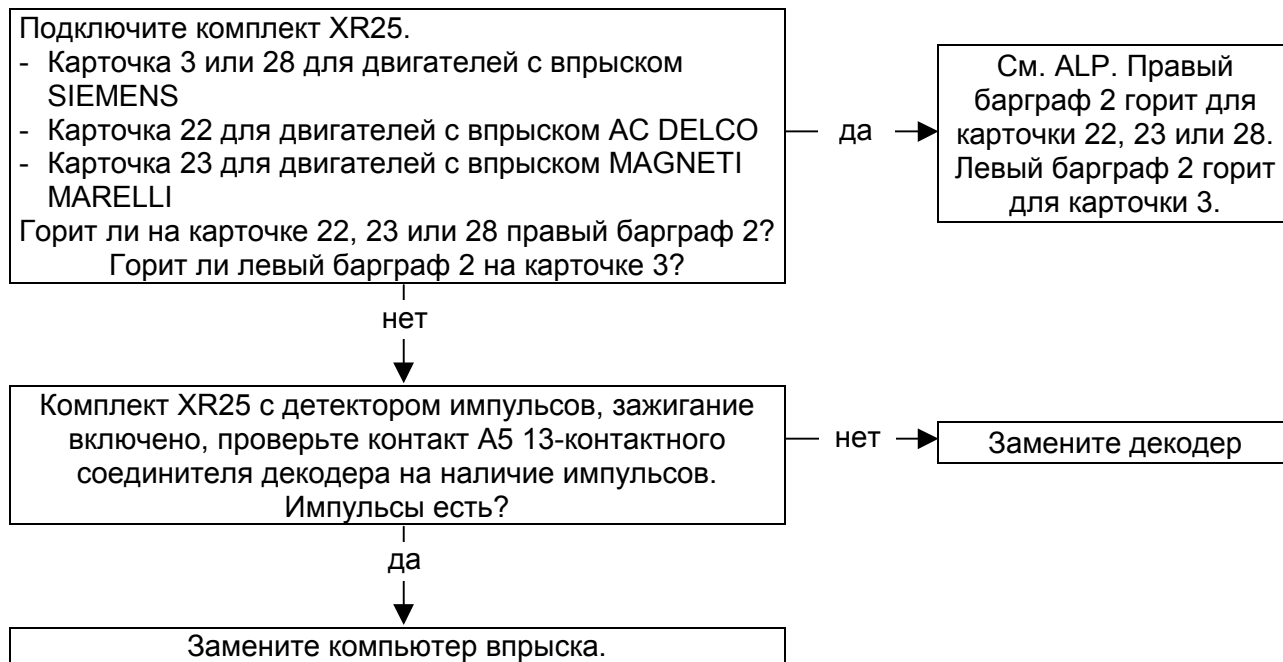 Подключите комплект XR25.
- Карточка 3 или 28 для двигателей с впрыском
SIEMENS
- Карточка 22 для двигателей с впрыском AC DELCO
- Карточка 23 для двигателей с впрыском MAGNETI
MARELLI
Горит ли на карточке 22, 23 или 28 правый барграф 2?
Горит ли левый барграф 2 на карточке 3?
да
См. ALP. Правый
барграф 2 горит для
карточки 22, 23 или 28.
Левый барграф 2 горит
для карточки 3.
нет
Комплект XR25 с детектором импульсов, зажигание
включено, проверьте контакт А5 13-контактного
соединителя декодера на наличие импульсов.
Импульсы есть?
нет
Замените декодер
да
Замените компьютер впрыска.